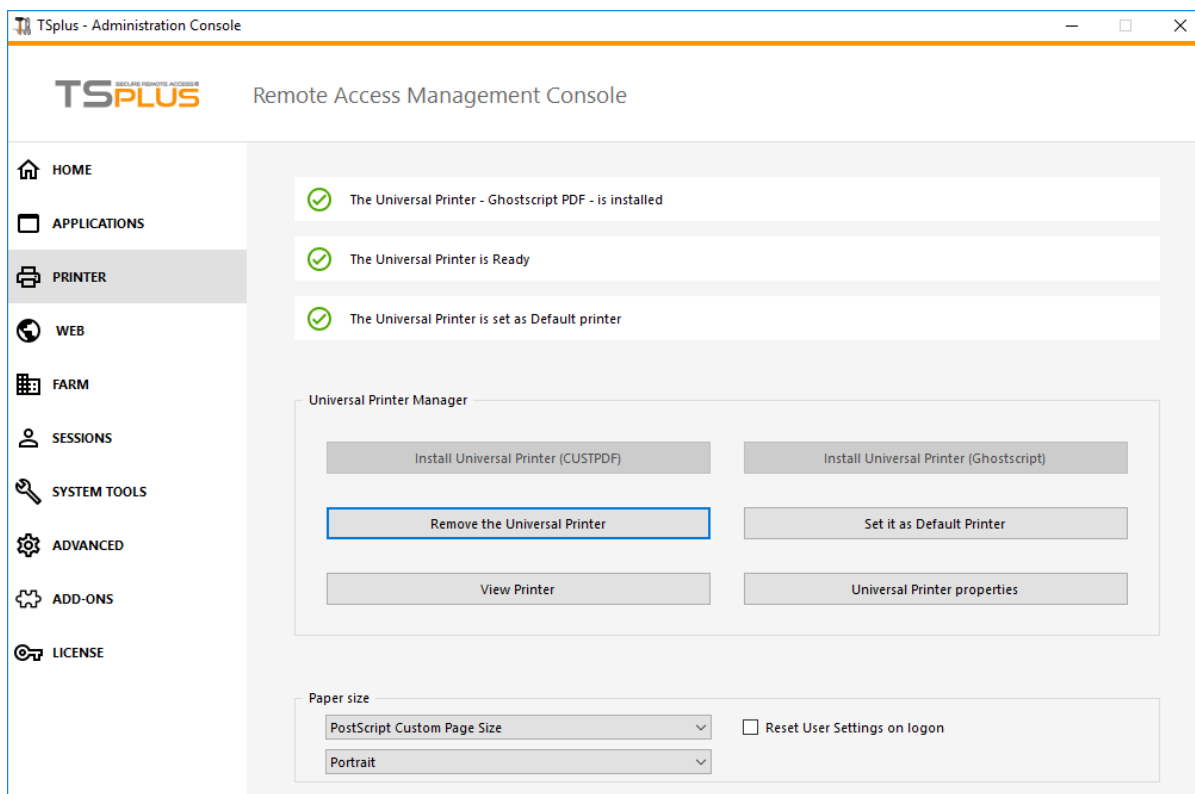 TSplus - Administration Console
TSPLUS SECURE REMOTE ACCESS®
Remote Access Management Console
HOME
APPLICATIONS
PRINTER
WEB
FARM
SESSIONS
SYSTEM TOOLS
ADVANCED
ADD-ONS
LICENSE
The Universal Printer - Ghostscript PDF - is installed
The Universal Printer is Ready
The Universal Printer is set as Default printer
Universal Printer Manager
Install Universal Printer (CUSTPDF)
Install Universal Printer (Ghostscript)
Remove the Universal Printer
Set it as Default Printer
View Printer
Universal Printer properties
Paper size
PostScript Custom Page Size
Reset User Settings on logon
Portrait